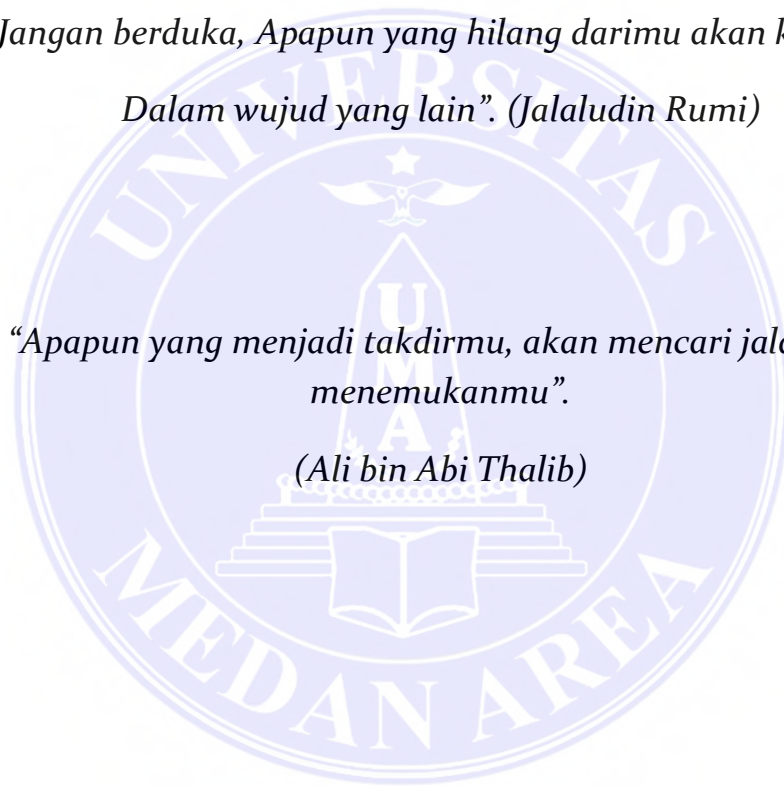 Jangan berduka, Apapun yang hilang darimu akan
Dalam wujud yang lain”. (Jalaludin Rumi)
UNIVERSITAS
U
M
A
“Apapun yang menjadi takdirmu, akan mencari
menemukanmu”.
(Ali bin Abi Thalib)
MEDAN AREA